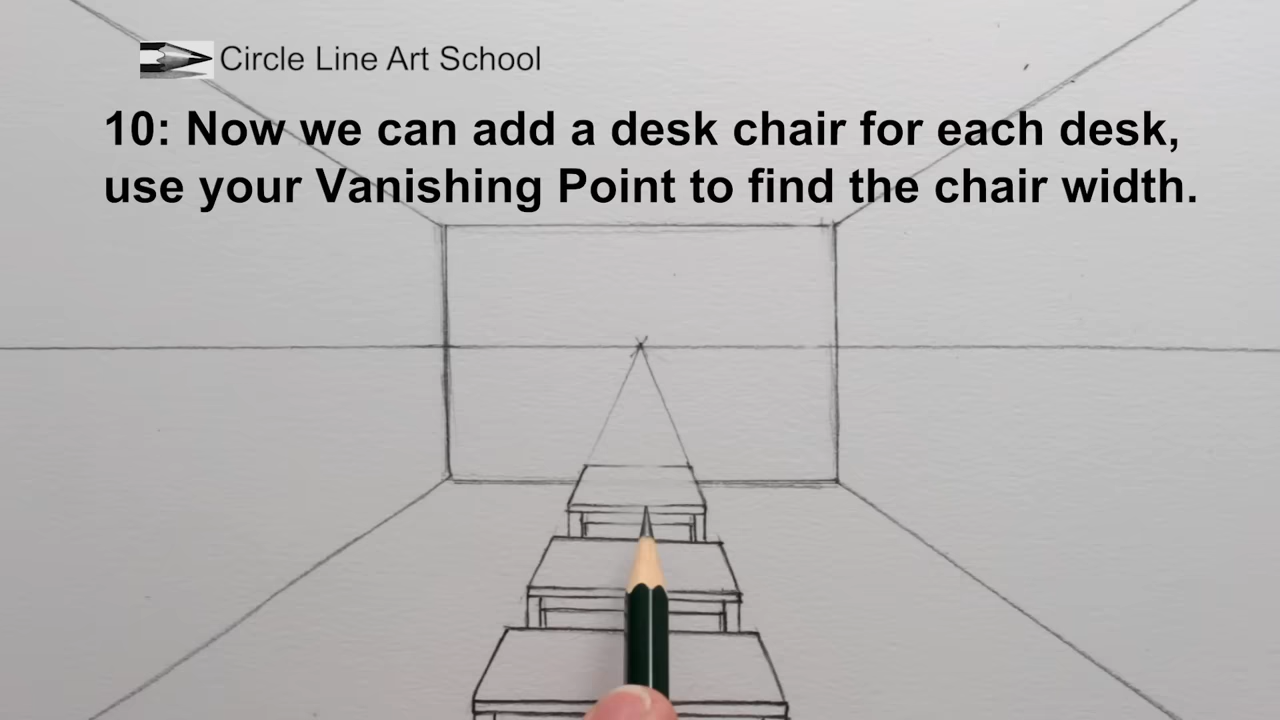 Circle Line Art School
10: Now we can add a desk chair for each desk,
use your Vanishing Point to find the chair width.